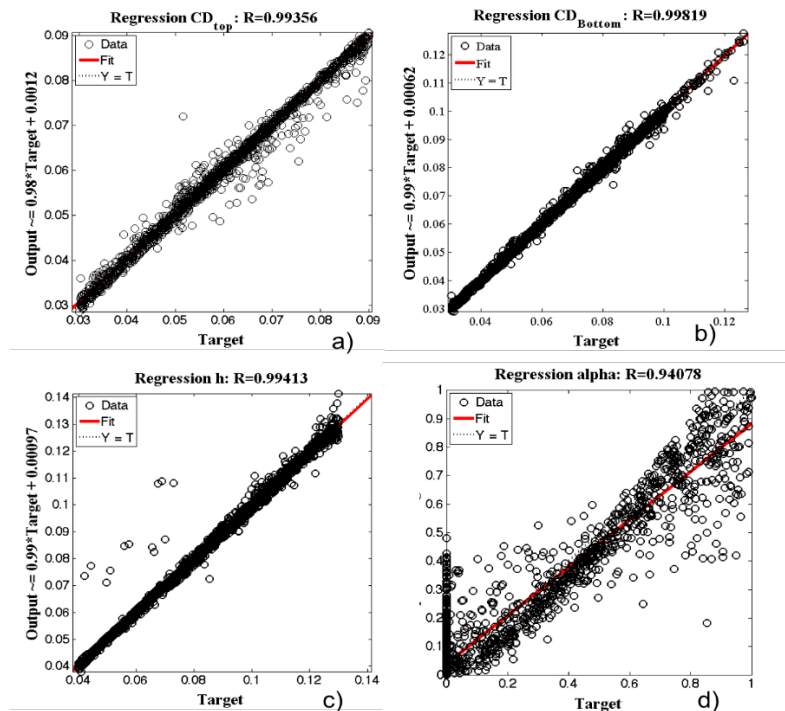 Regression CD_top : R=0.99356
Output ~= 0.98*Target + 0.0012
0.09
0.08
0.07
0.06
0.05
0.04
0.03
Data
Fit
Y = T
0.03 0.04 0.05 0.06 0.07 0.08 0.09
Target
a)
Regression CD_Bottom : R=0.99819
Output ~= 0.99*Target + 0.00062
0.12
0.11
0.1
0.09
0.08
0.07
0.06
0.05
0.04
0.03
Data
Fit
Y = T
0.04 0.06 0.08 0.1 0.12
Target
b)
Regression h: R=0.99413
Output ~= 0.99*Target + 0.00097
0.14
0.13
0.12
0.11
0.1
0.09
0.08
0.07
0.06
0.05
0.04
Data
Fit
Y = T
0.04 0.06 0.08 0.1 0.12 0.14
Target
c)
Regression alpha: R=0.94078
1
0.9
0.8
0.7
0.6
0.5
0.4
0.3
0.2
0.1
0
Data
Fit
Y = T
0 0.2 0.4 0.6 0.8 1
Target
d)